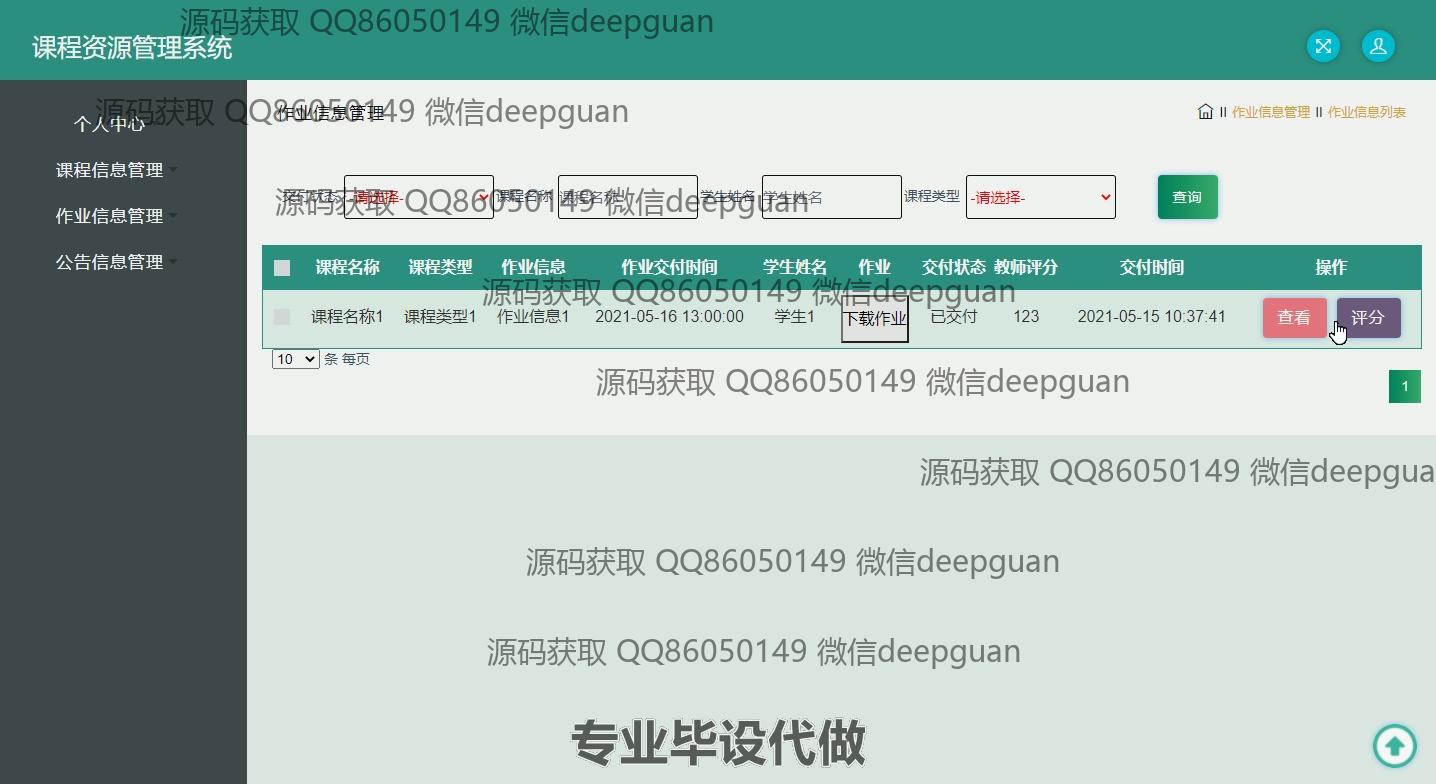 源码获取 QQ86050149 微信deepguan
课程资源管理系统
源码获取 QQ86050149 微信deepguan
个人中心
作业信息管理
作业信息管理 作业信息列表
课程信息管理
作业信息管理
公告信息管理
源码获取 QQ86050149 微信deepguan
交付状态 -请选择- 课程名称 课程名称 学生姓名 学生姓名 课程类型 -请选择- 查询
课程名称 课程类型 作业信息 作业交付时间 学生姓名 作业 交付状态 教师评分 交付时间 操作
源码获取 QQ86050149 微信deepguan
课程名称1 课程类型1 作业信息1 2021-05-16 13:00:00 学生1 下载作业 已交付 123 2021-05-15 10:37:41 查看 评分
10 条 每页
源码获取 QQ86050149 微信deepguan
1
源码获取 QQ86050149 微信deepgua
源码获取 QQ86050149 微信deepguan
源码获取 QQ86050149 微信deepguan
专业毕设代做